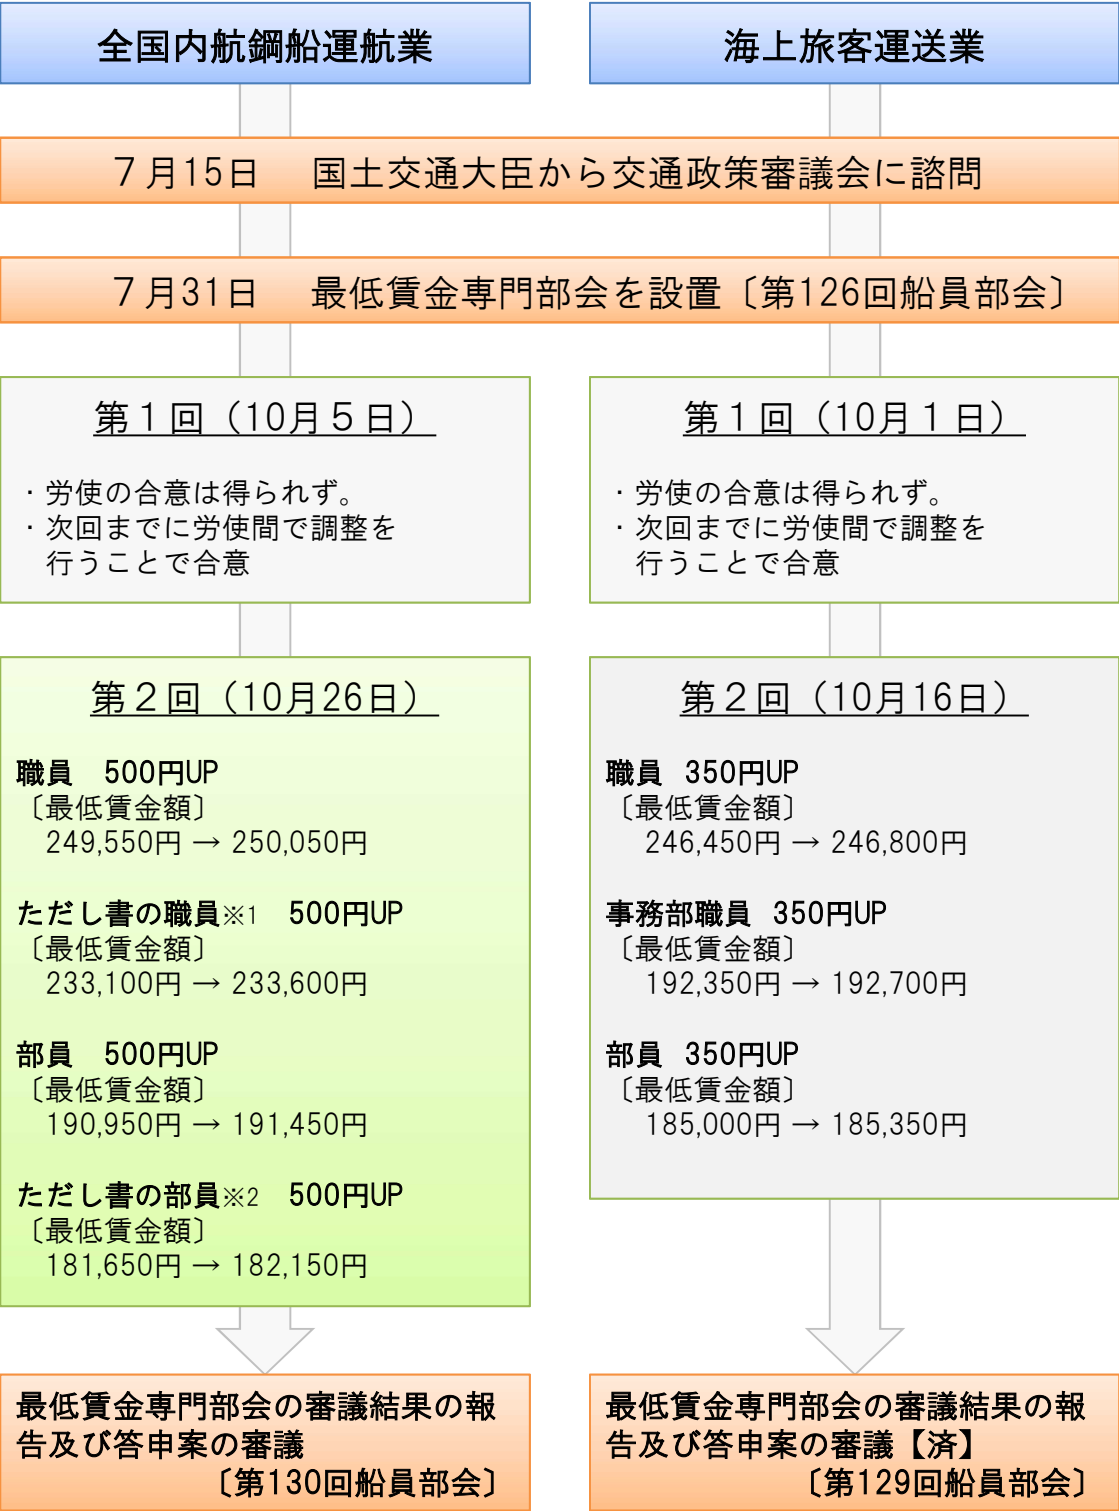 全国内航鋼船運航業
海上旅客運送業
７月15日　国土交通大臣から交通政策審議会に諮問
７月31日　最低賃金専門部会を設置〔第126回船員部会〕
第１回（10月５日）
・労使の合意は得られず。
・次回までに労使間で調整を
行うことで合意
第１回（10月１日）
・労使の合意は得られず。
・次回までに労使間で調整を
行うことで合意
第２回（10月26日）
職員　500円UP
〔最低賃金額〕
249,550円 → 250,050円
ただし書の職員※1　500円UP
〔最低賃金額〕
233,100円 → 233,600円
部員　500円UP
〔最低賃金額〕
190,950円 → 191,450円
ただし書の部員※2　500円UP
〔最低賃金額〕
181,650円 → 182,150円
第２回（10月16日）
職員　350円UP
〔最低賃金額〕
246,450円 → 246,800円
事務部職員　350円UP
〔最低賃金額〕
192,350円 → 192,700円
部員　350円UP
〔最低賃金額〕
185,000円 → 185,350円
最低賃金専門部会の審議結果の報
告及び答申案の審議
〔第130回船員部会〕
最低賃金専門部会の審議結果の報
告及び答申案の審議【済】
〔第129回船員部会〕